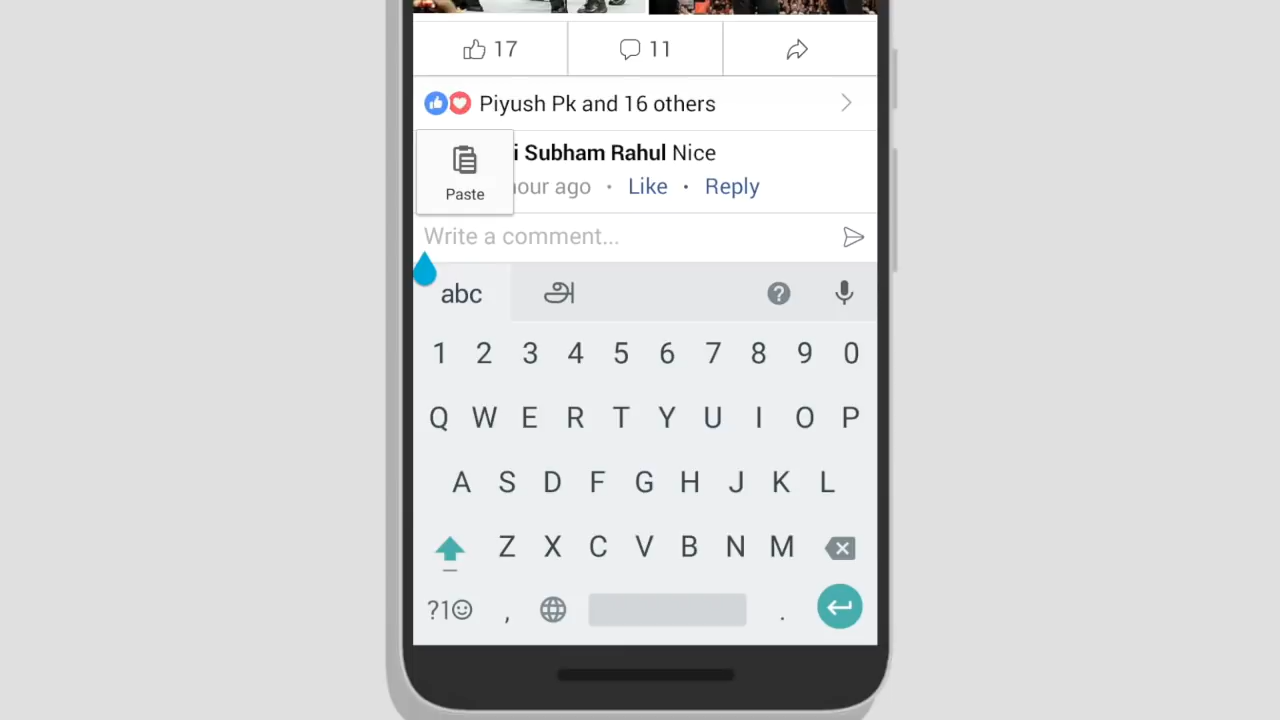 17 11
Piyush Pk and 16 others
i Subham Rahul Nice
Paste
hour ago · Like · Reply
Write a comment...
abc அ ?
1 2 3 4 5 6 7 8 9 0
Q W E R T Y U I O P
A S D F G H J K L
Z X C V B N M
?1☺ , .